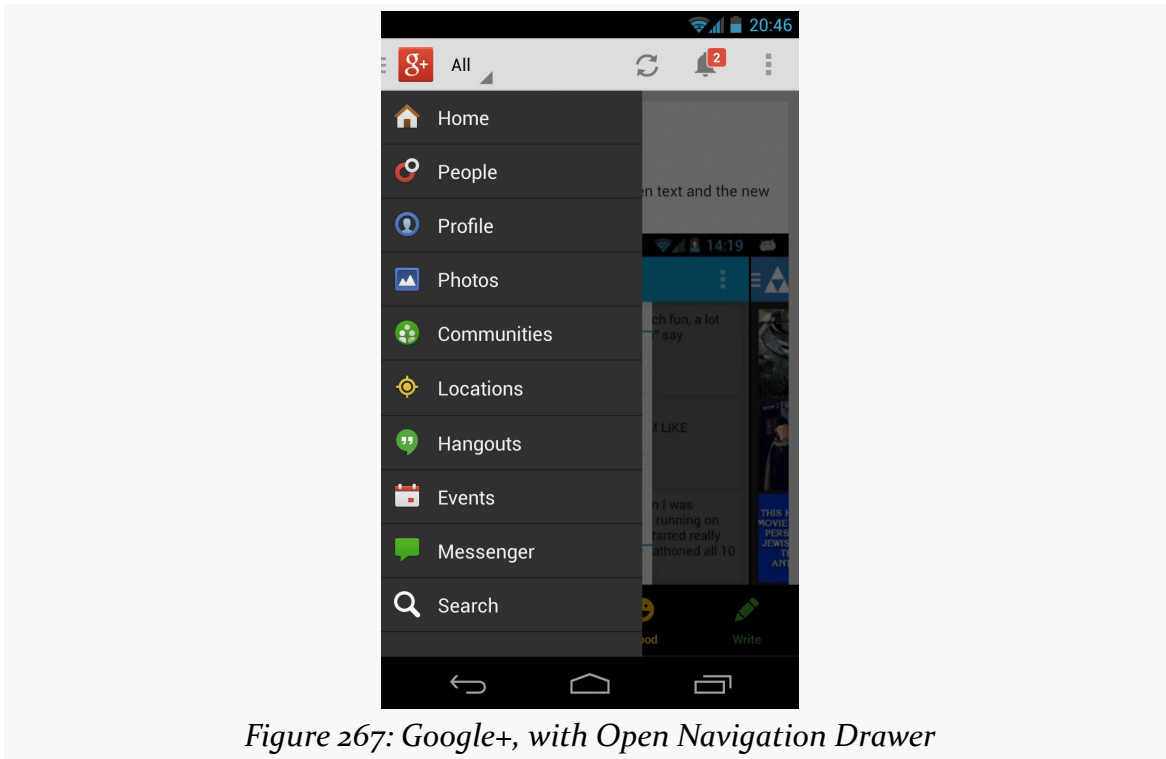 20:46
g+ All 2
Home
People
en text and the new
Profile
14:19
Photos
ch fun, a lot
" say
Communities
Locations
M LIKE
Hangouts
Events
n I was
running on
tarted really
athoned all 10
THIS
MOVIE
PERS
JEWIS
T
ANT
Messenger
Search
ood Write
Figure 267: Google+, with Open Navigation Drawer